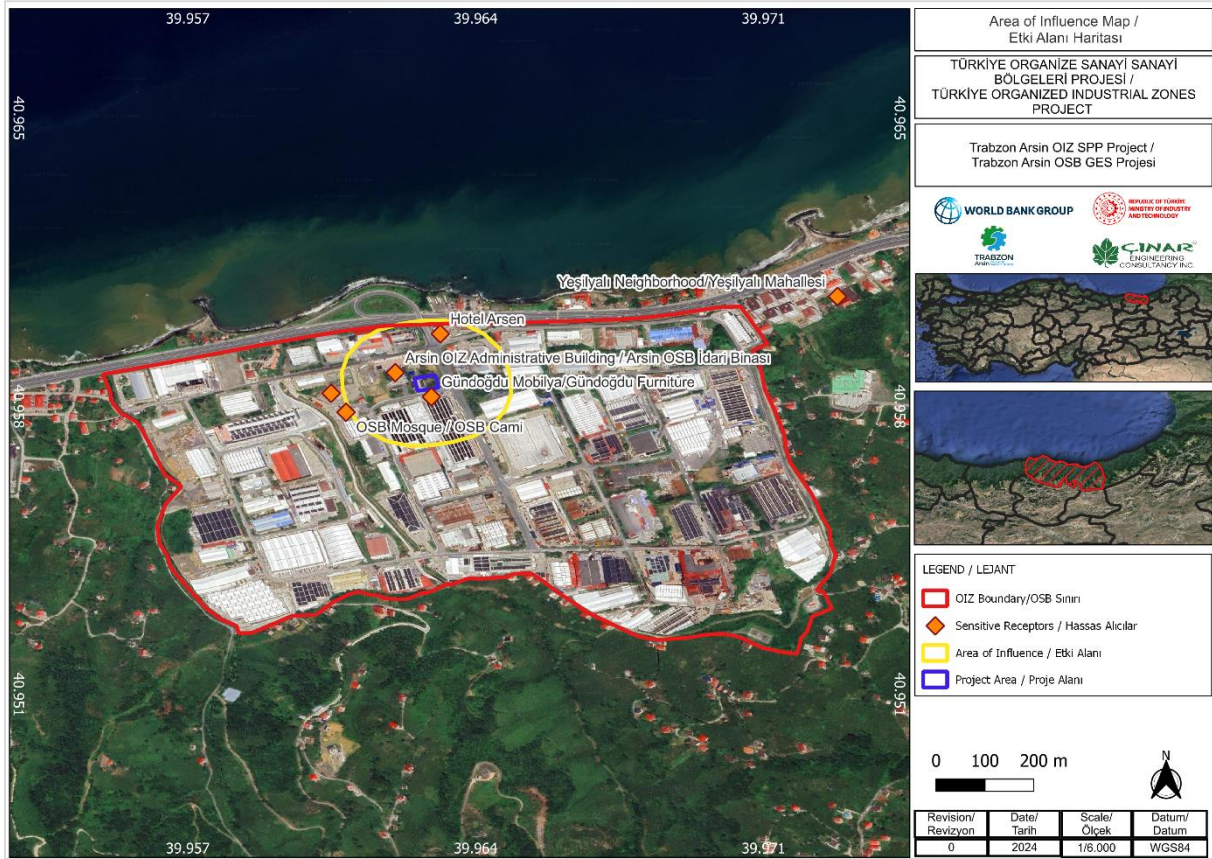 39.957
39.964
39.971
40.965
40.965
Yeşilyalı Neighborhood/Yeşilyalı Mahallesi
Hotel Arsen
Arsin OIZ Administrative Building / Arsin OSB İdari Binası
Gündoğdu Mobilya/Gündoğdu Furniture
OSB Mosque / OSB Cami
40.958
40.958
40.951
40.951
39.957
39.964
39.971
Area of Influence Map /
Etki Alanı Haritası
TÜRKİYE ORGANİZE SANAYİ SANAYİ
BÖLGELERİ PROJESİ /
TÜRKİYE ORGANIZED INDUSTRIAL ZONES
PROJECT
Trabzon Arsin OIZ SPP Project /
Trabzon Arsin OSB GES Projesi
WORLD BANK GROUP
REPUBLIC OF TÜRKİYE
MINISTRY OF INDUSTRY
AND TECHNOLOGY
TRABZON
Arsin
ÇINAR
ENGINEERING
CONSULTANCY INC.
LEGEND / LEJANT
OIZ Boundary/OSB Sınırı
Sensitive Receptors / Hassas Alıcılar
Area of Influence / Etki Alanı
Project Area / Proje Alanı
0 100 200 m
N
Revision/ Date/ Scale/ Datum/
Revizyon Tarih Ölçek Datum
0 2024 1/6.000 WGS84